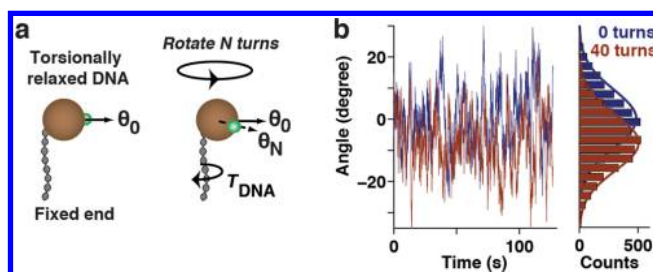 a
Torsionally
relaxed DNA
θ0
Fixed end
Rotate N turns
θ0
θN
TDNA
b
Angle (degree)
20
0
−20
0
100
Time (s)
0 turns
40 turns
0
500
Counts